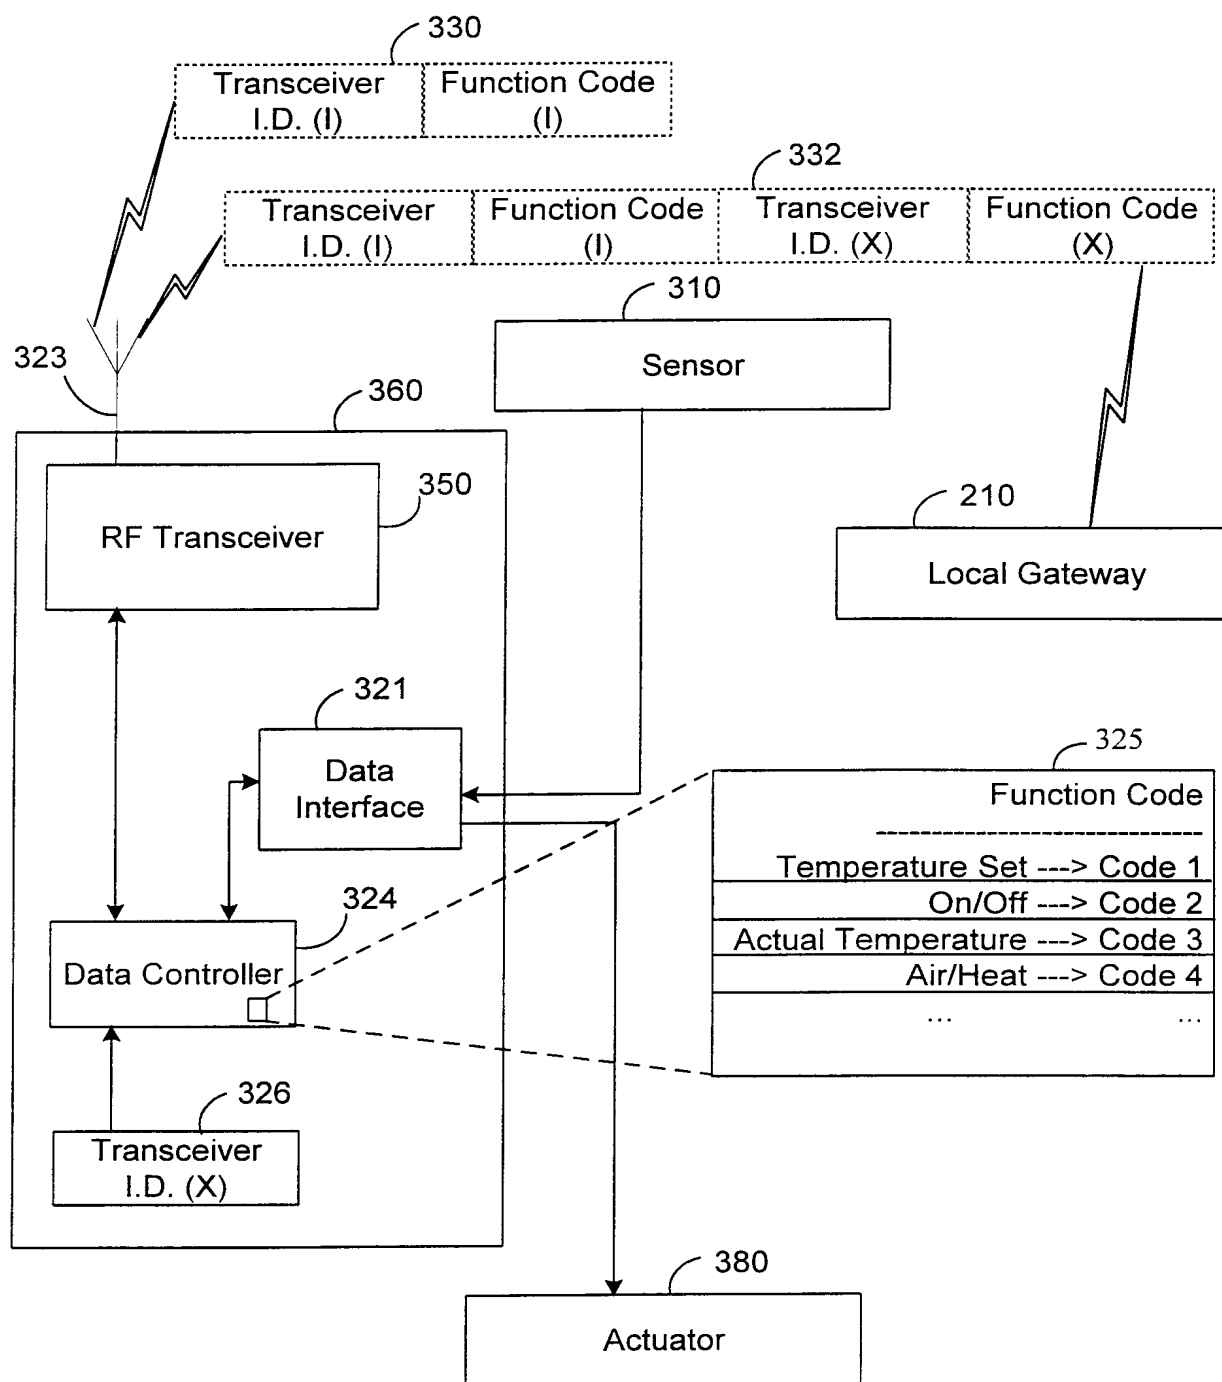 330
Transceiver I.D. (I)
Function Code (I)
332
Transceiver I.D. (I)
Function Code (I)
Transceiver I.D. (X)
Function Code (X)
310
Sensor
323
360
350
RF Transceiver
210
Local Gateway
321
Data Interface
325
Function Code
-----------------------------
Temperature Set ---> Code 1
On/Off ---> Code 2
Actual Temperature ---> Code 3
Air/Heat ---> Code 4
... ...
324
Data Controller
326
Transceiver I.D. (X)
380
Actuator